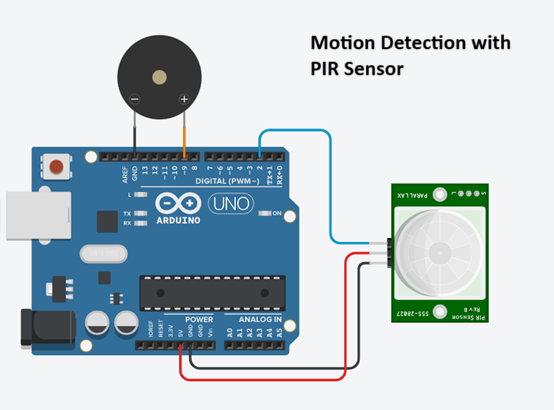 Motion Detection with
PIR Sensor
−
+
AREF
GND
13
12
~11
~10
~9
8
7
~6
~5
4
~3
2
TX→1
RX←0
DIGITAL (PWM~)
L
TX
RX
ARDUINO
UNO
ON
POWER
ANALOG IN
IOREF
RESET
3.3V
5V
GND
GND
Vin
A0
A1
A2
A3
A4
A5
PARALLAX
S
L
555-28027
Rev B
PIR SENSOR